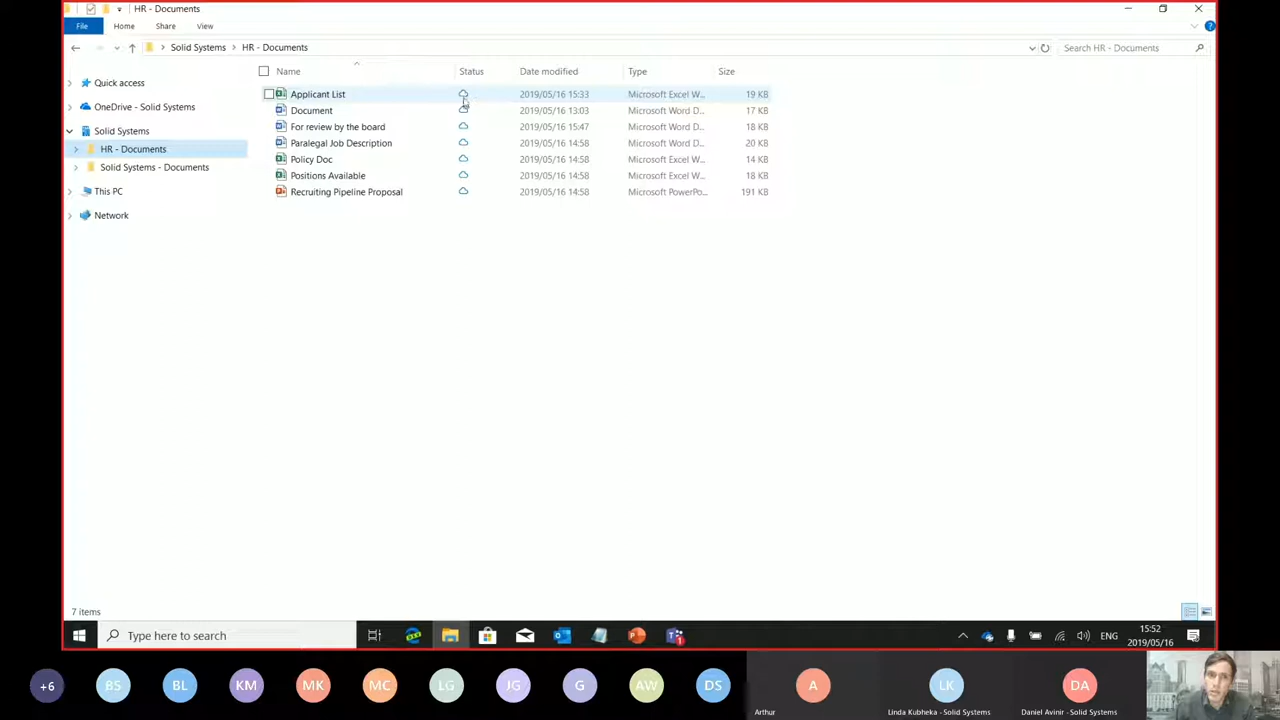 HR - Documents
File Home Share View
Solid Systems HR - Documents Search HR - Documents
Name Status Date modified Type Size
Quick access
OneDrive - Solid Systems
Solid Systems
HR - Documents
Solid Systems - Documents
This PC
Network
Applicant List 2019/05/16 15:33 Microsoft Excel W... 19 KB
Document 2019/05/16 13:03 Microsoft Word D... 17 KB
For review by the board 2019/05/16 15:47 Microsoft Word D... 18 KB
Paralegal Job Description 2019/05/16 14:58 Microsoft Word D... 20 KB
Policy Doc 2019/05/16 14:58 Microsoft Excel W... 14 KB
Positions Available 2019/05/16 14:58 Microsoft Excel W... 18 KB
Recruiting Pipeline Proposal 2019/05/16 14:58 Microsoft PowerPo... 191 KB
7 items
Type here to search
ENG
15:52
2019/05/16
+6 BS BL KM MK MC LG JG G AW DS A LK DA
Arthur Linda Kubheka - Solid Systems Daniel Avinir - Solid Systems